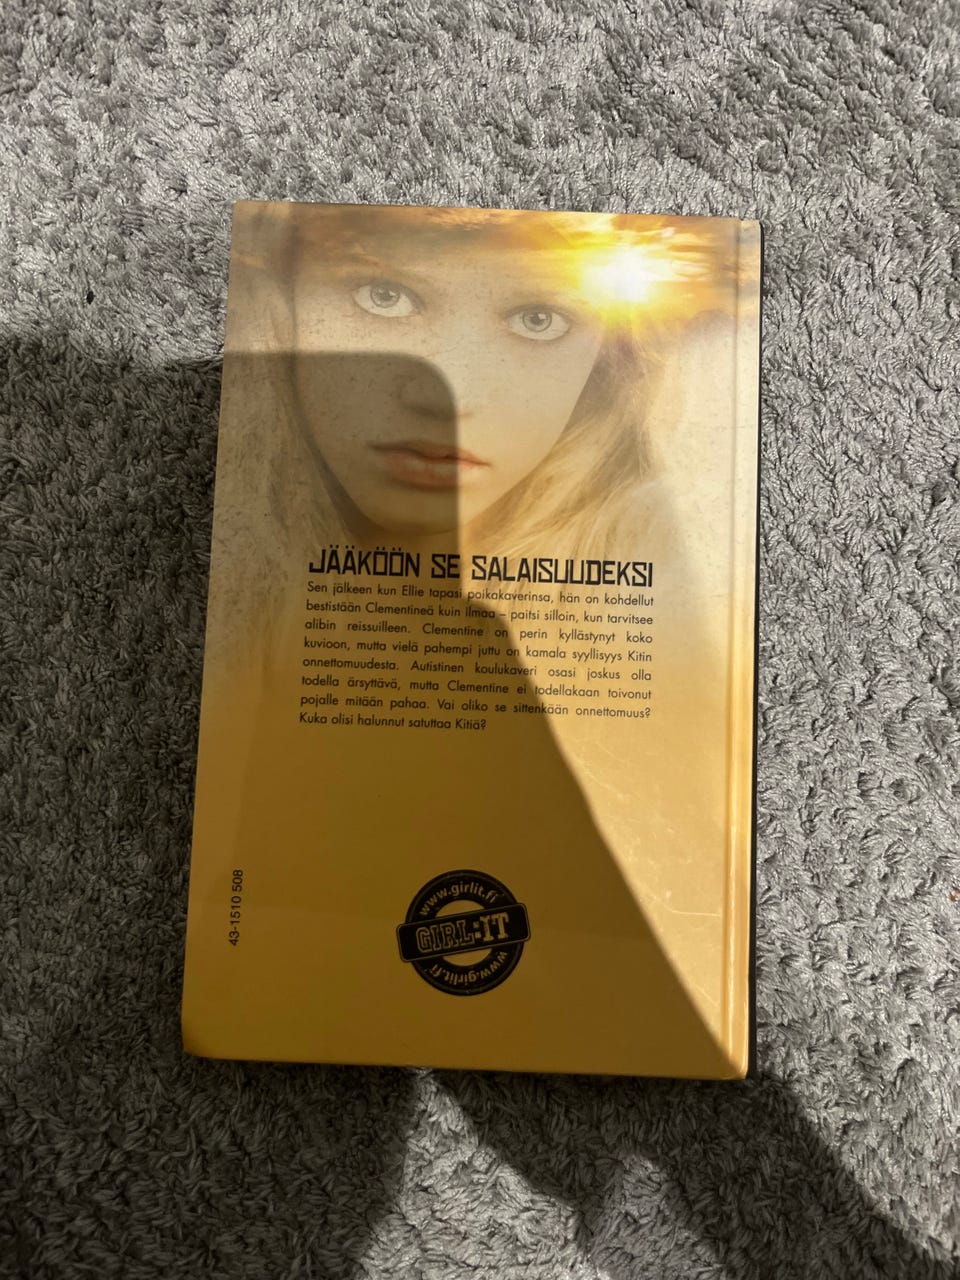 JÄÄKÖÖN SE SALAISUUDEKSI
Sen jälkeen kun Ellie tapasi poikakaverinsa, hän on kohdellut
bestistään Clementineä kuin ilmaa – paitsi silloin, kun tarvitsee
alibin reissuilleen. Clementine on perin kyllästynyt koko
kuvioon, mutta vielä pahempi juttu on kamala syyllisyys Kitin
onnettomuudesta. Autistinen koulukaveri osasi joskus olla
todella ärsyttävä, mutta Clementine ei todellakaan toivonut
pojalle mitään pahaa. Vai oliko se sittenkään onnettomuus?
Kuka olisi halunnut satuttaa Kitiä?
43-1510 508
www.girlit.fi
GIRL:IT
www.girlit.fi